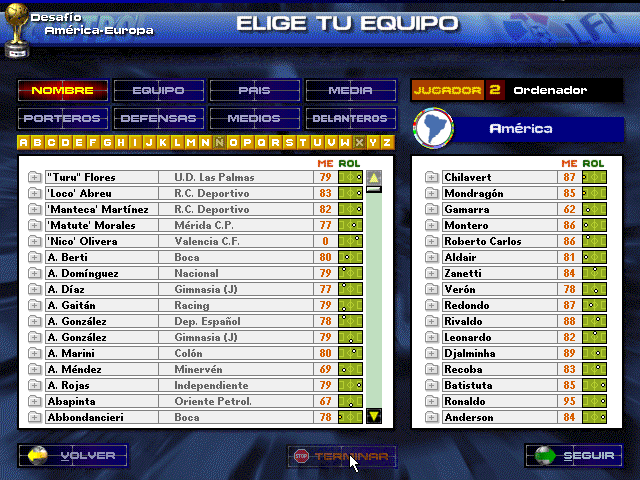 Desafío
América-Europa
ELIGE TU EQUIPO
LFP
NOMBRE EQUIPO PAIS MEDIA
PORTEROS DEFENSAS MEDIOS DELANTEROS
A B C D E F G H I J K L M N Ñ O P Q R S T U V W X Y Z
JUGADOR 2 Ordenador
América
ME ROL
"Turu" Flores U.D. Las Palmas 79
'Loco' Abreu R.C. Deportivo 83
'Manteca' Martínez R.C. Deportivo 82
'Matute' Morales Mérida C.P. 77
'Nico' Olivera Valencia C.F. 0
A. Berti Boca 80
A. Domínguez Nacional 79
A. Díaz Gimnasia (J) 77
A. Gaitán Racing 79
A. González Dep. Español 78
A. González Gimnasia (J) 79
A. Marini Colón 80
A. Méndez Minervén 69
A. Rojas Independiente 79
Abapinta Oriente Petrol. 67
Abbondancieri Boca 78
ME ROL
Chilavert 87
Mondragón 85
Gamarra 62
Montero 86
Roberto Carlos 86
Aldair 81
Zanetti 84
Verón 78
Redondo 87
Rivaldo 88
Leonardo 82
Djalminha 89
Recoba 83
Batistuta 85
Ronaldo 95
Anderson 84
VOLVER
STOP TERMINAR
SEGUIR